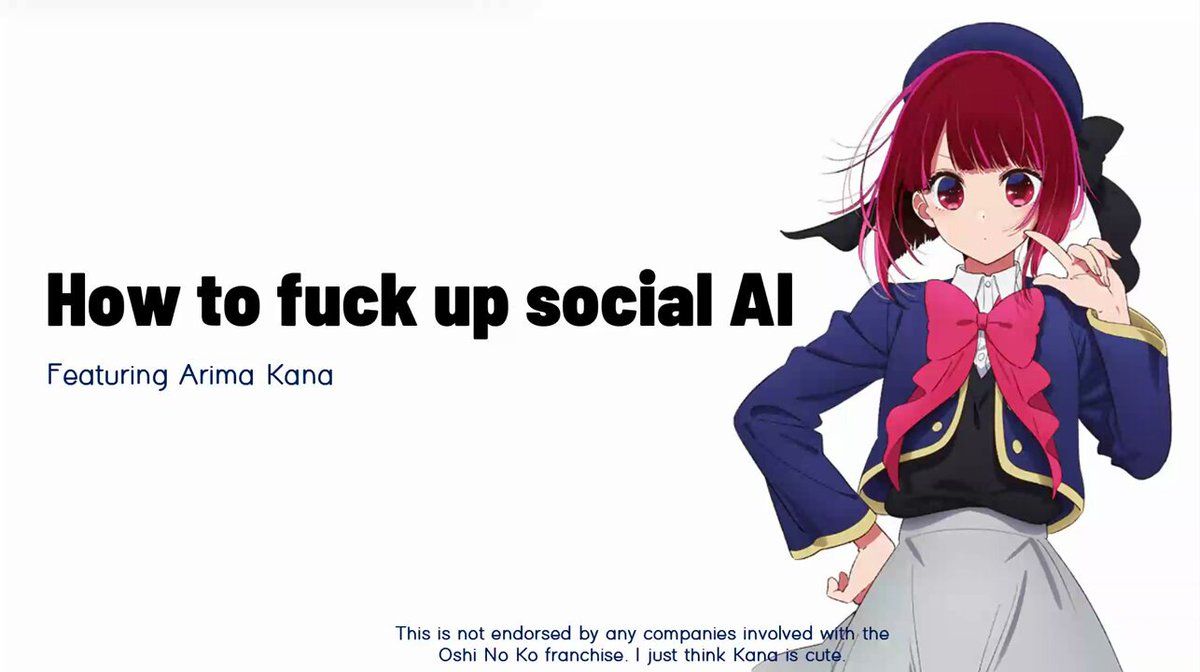 How to fuck up social AI
Featuring Arima Kana
This is not endorsed by any companies involved with the
Oshi No Ko franchise. I just think Kana is cute.